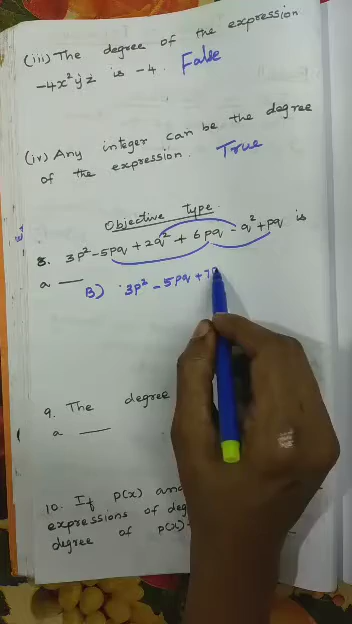 (iii) The degree of the expression
-4x²yz is -4. False
(iv) Any integer can be the degree
of the expression. True
Objective Type
8. 3p² - 5pq + 2q² + 6pq - q² + pq is
a —
B) 3p² - 5pq + 7
9. The degree
a —
10. If P(x) and
expressions of deg
degree of P(x)